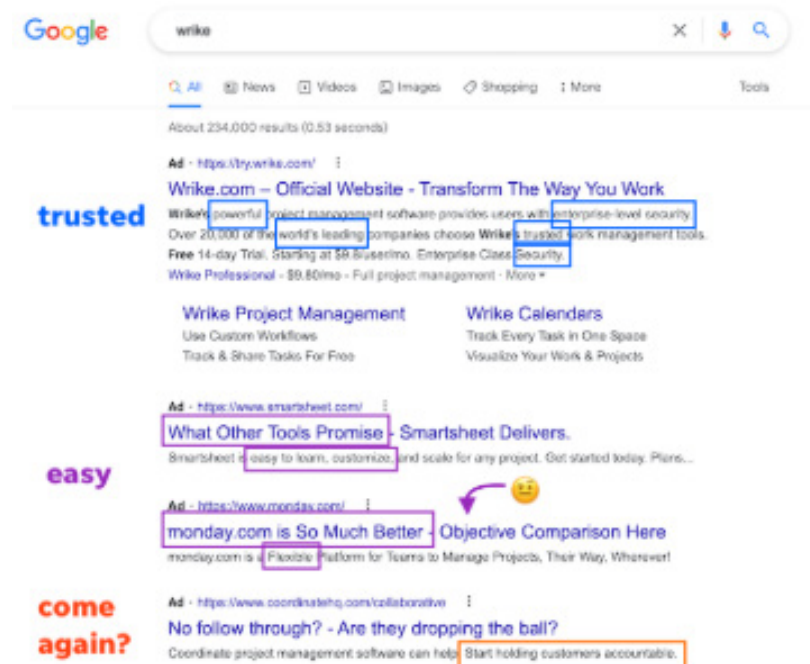 Google
wrike
All News Videos Images Shopping More Tools
About 234,000 results (0.53 seconds)
Ad · https://try.wrike.com/
Wrike.com – Official Website - Transform The Way You Work
trusted
Wrike's powerful project management software provides users with enterprise-level security.
Over 20,000 of the world's leading companies choose Wrike's trusted work management tools.
Free 14-day Trial. Starting at $9.8/user/mo. Enterprise Class Security.
Wrike Professional - $9.80/mo - Full project management · More
Wrike Project Management
Use Custom Workflows
Track & Share Tasks For Free
Wrike Calendars
Track Every Task in One Space
Visualize Your Work & Projects
Ad · https://www.smartsheet.com/
What Other Tools Promise - Smartsheet Delivers.
Smartsheet is easy to learn, customize, and scale for any project. Get started today. Plans...
easy
Ad · https://www.monday.com/
monday.com is So Much Better - Objective Comparison Here
monday.com is a Flexible Platform for Teams to Manage Projects, Their Way, Wherever!
come
again?
Ad · https://www.coordinatehq.com/collaborative
No follow through? - Are they dropping the ball?
Coordinate project management software can help Start holding customers accountable.